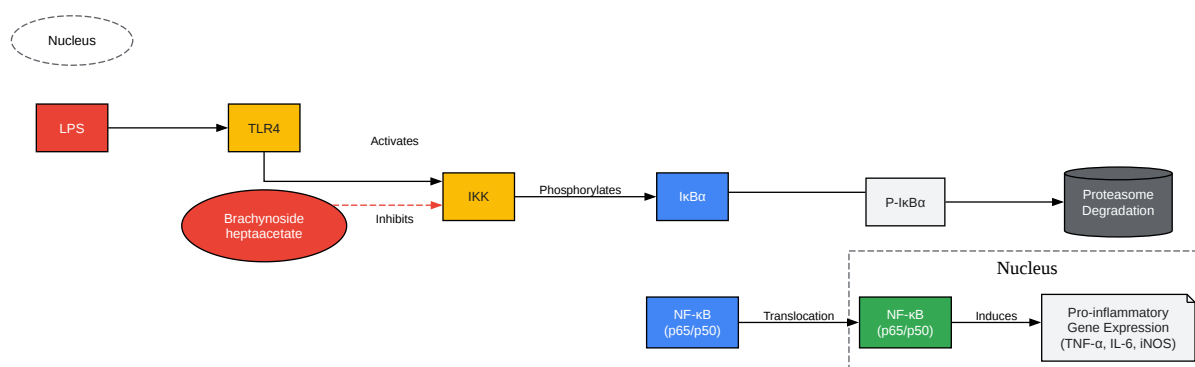 Nucleus
LPS
TLR4
Activates
IKK
Phosphorylates
IκBα
P-IκBα
Proteasome
Degradation
Brachynoside
heptaacetate
Inhibits
Nucleus
NF-κB
(p65/p50)
Translocation
NF-κB
(p65/p50)
Induces
Pro-inflammatory
Gene Expression
(TNF-α, IL-6, iNOS)